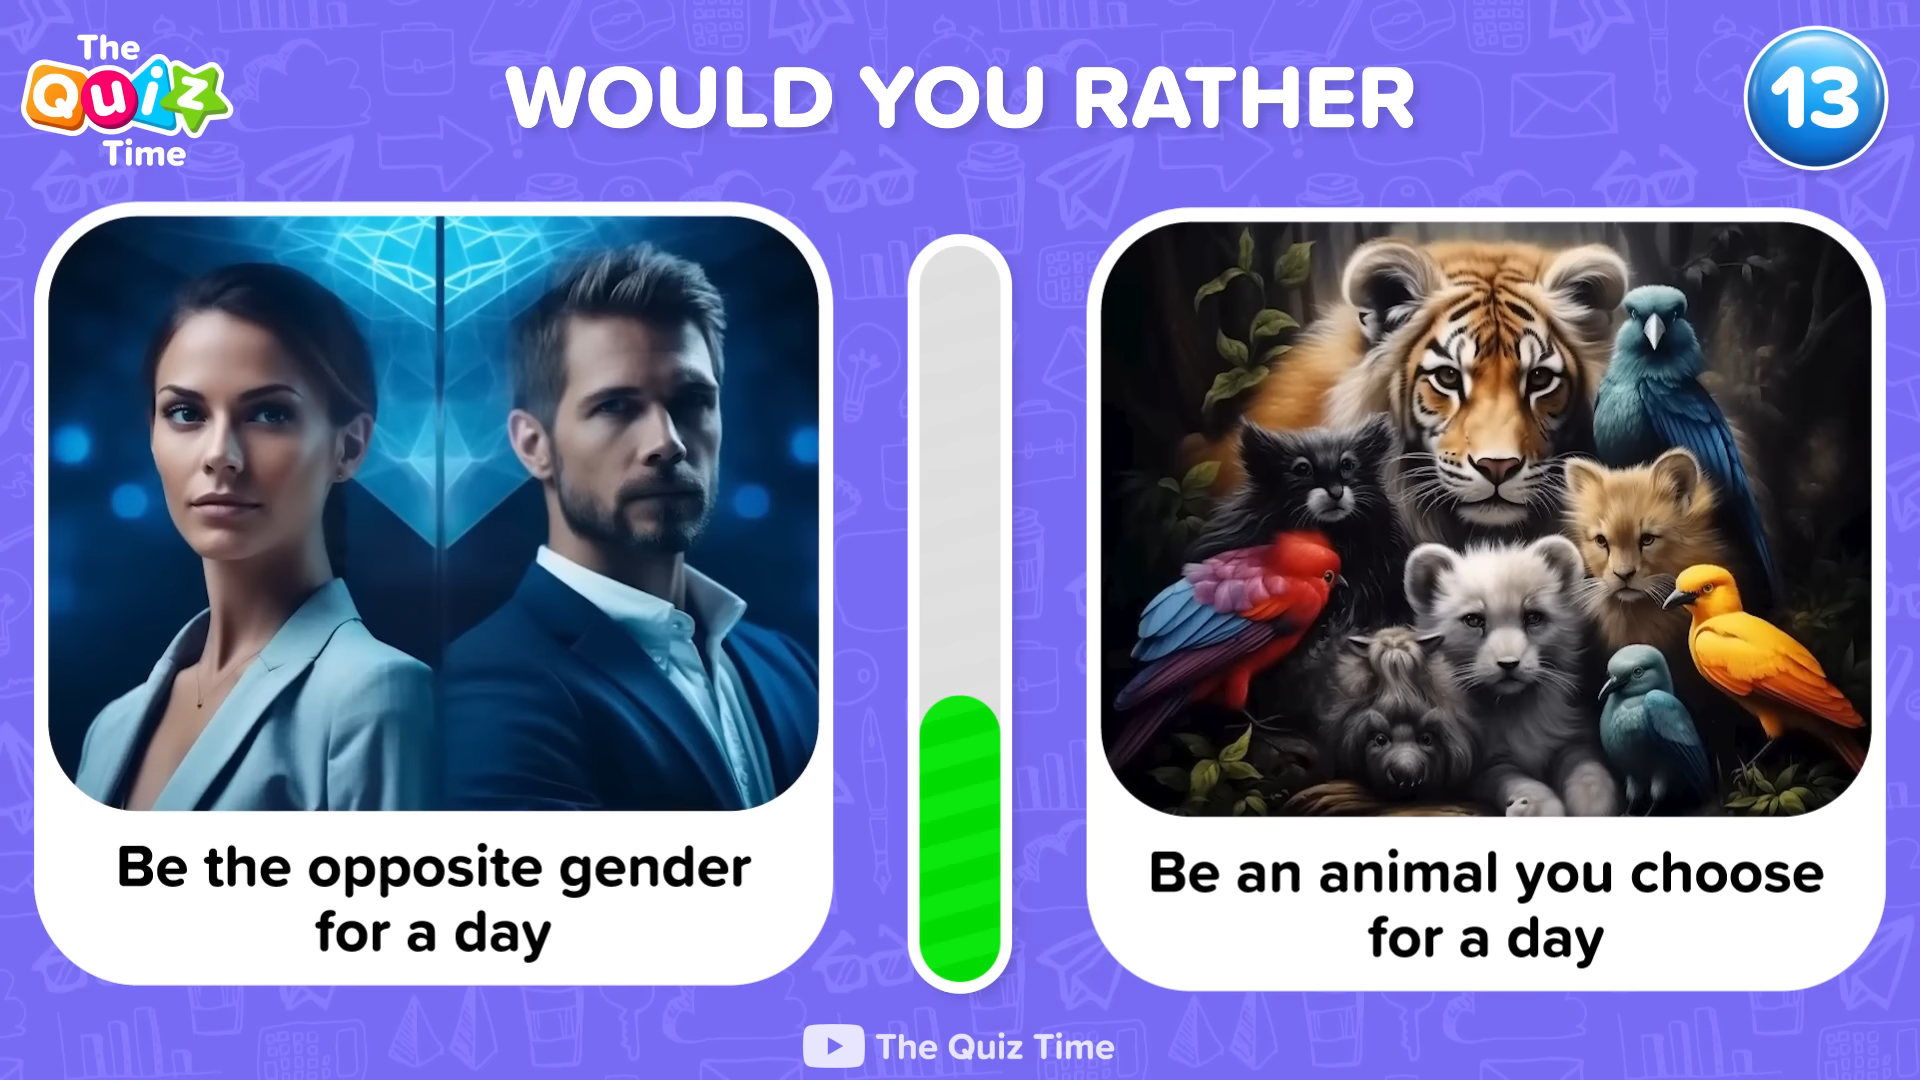 The
Quiz
Time
WOULD YOU RATHER
13
Be the opposite gender
for a day
Be an animal you choose
for a day
The Quiz Time